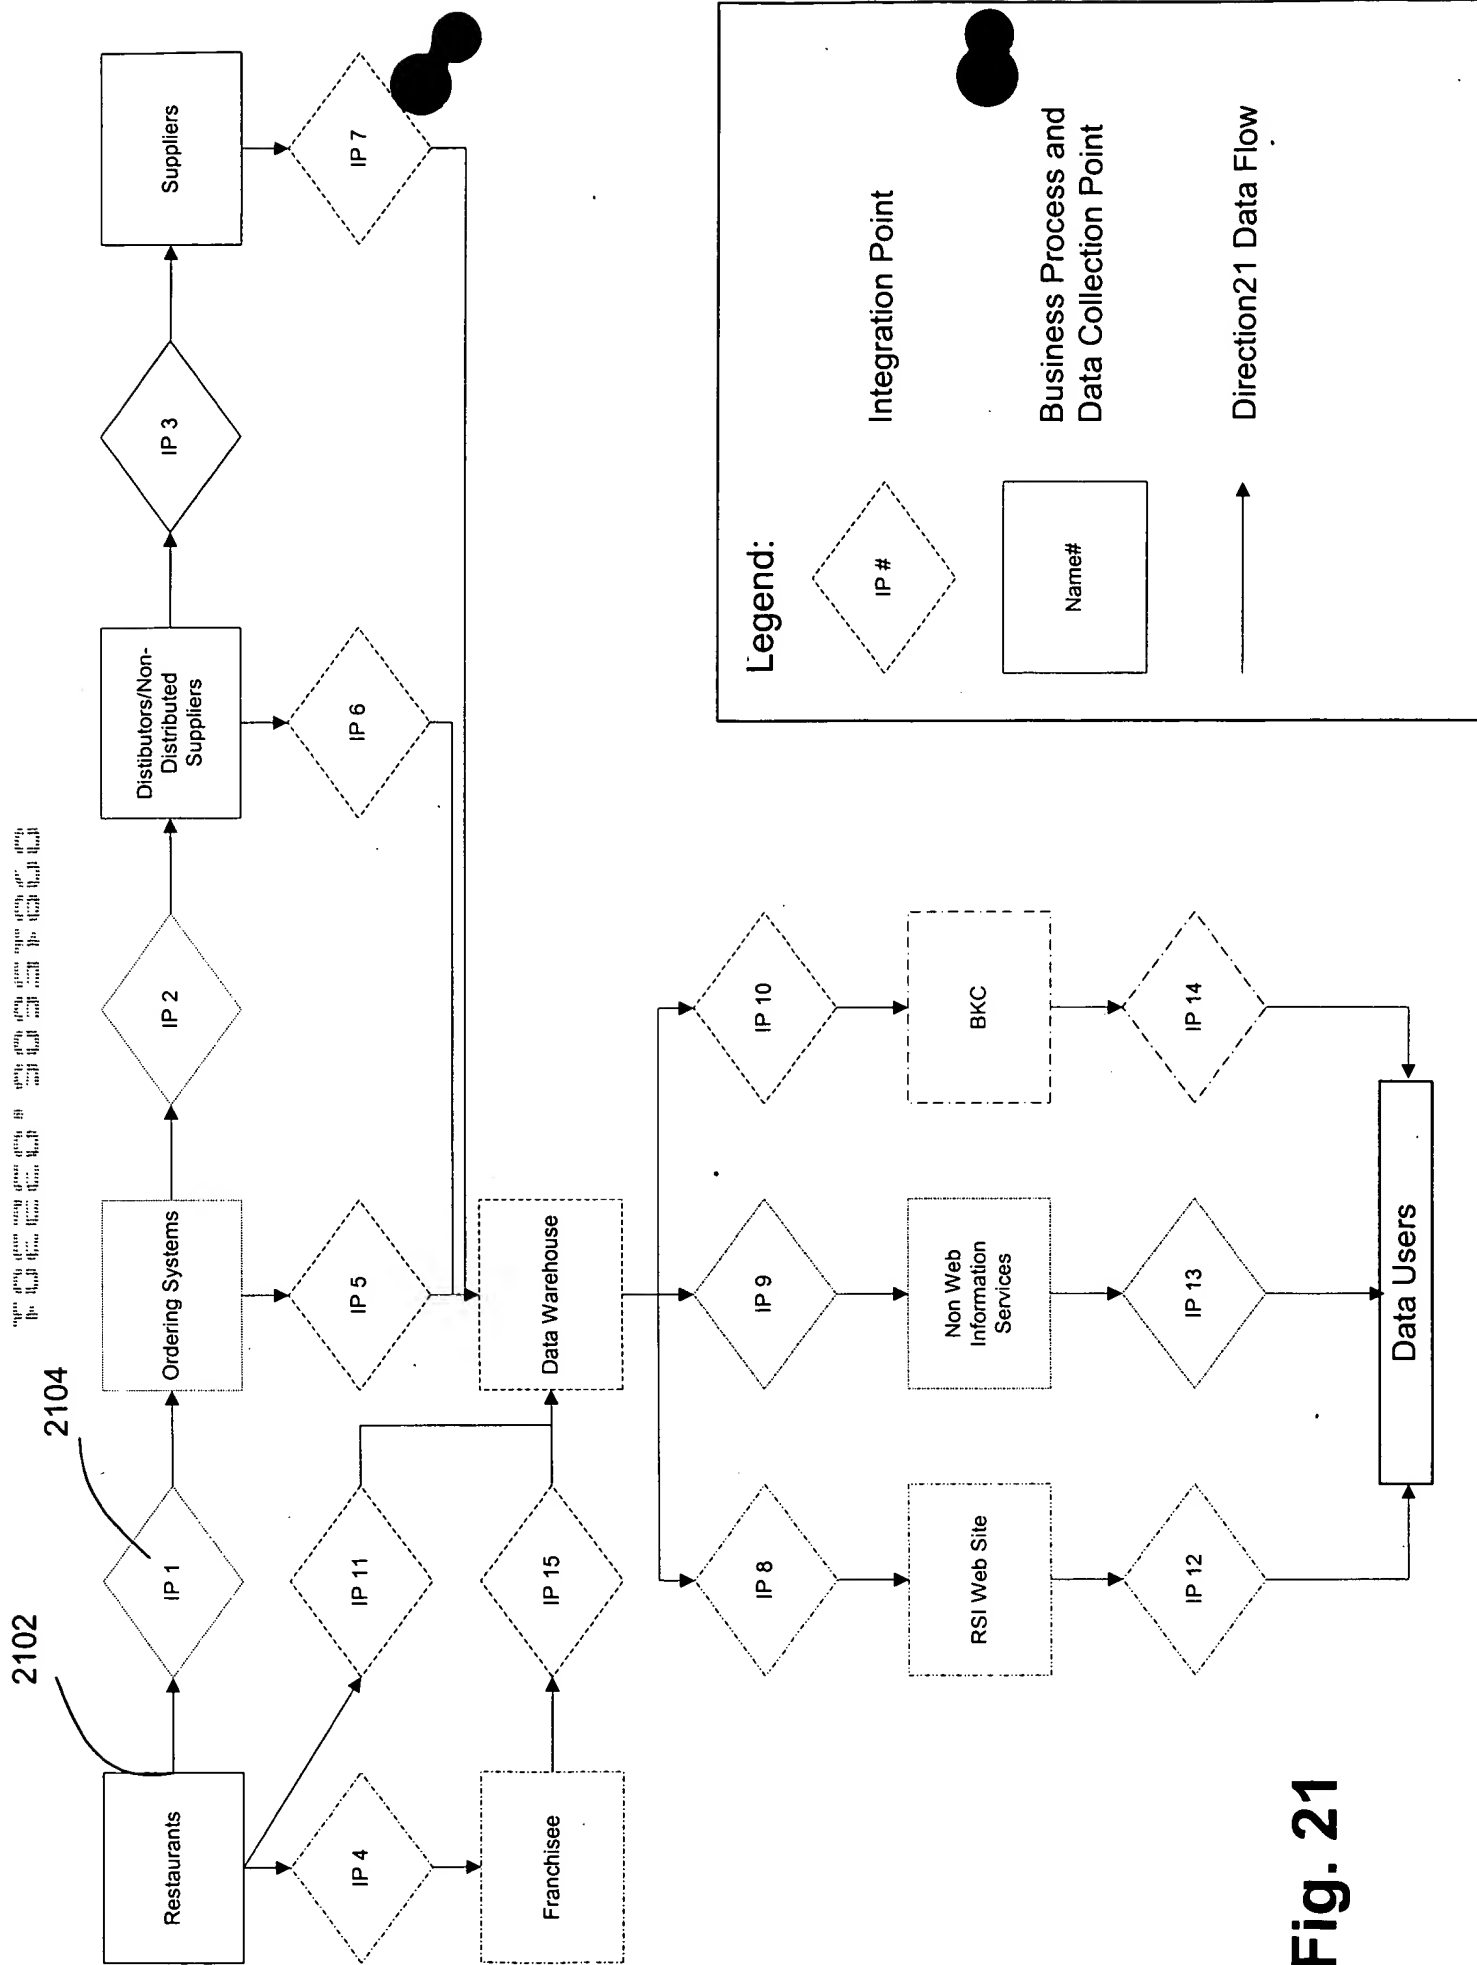 2102
2104
Restaurants
IP 1
Ordering Systems
IP 2
Distibutors/Non-
Distributed
Suppliers
IP 3
Suppliers
IP 4
IP 11
IP 5
IP 6
IP 7
Franchisee
IP 15
Data Warehouse
IP 8
IP 9
IP 10
RSI Web Site
Non Web
Information
Services
BKC
IP 12
IP 13
IP 14
Data Users
Legend:
IP #
Integration Point
Name#
Business Process and
Data Collection Point
Direction21 Data Flow
Fig. 21